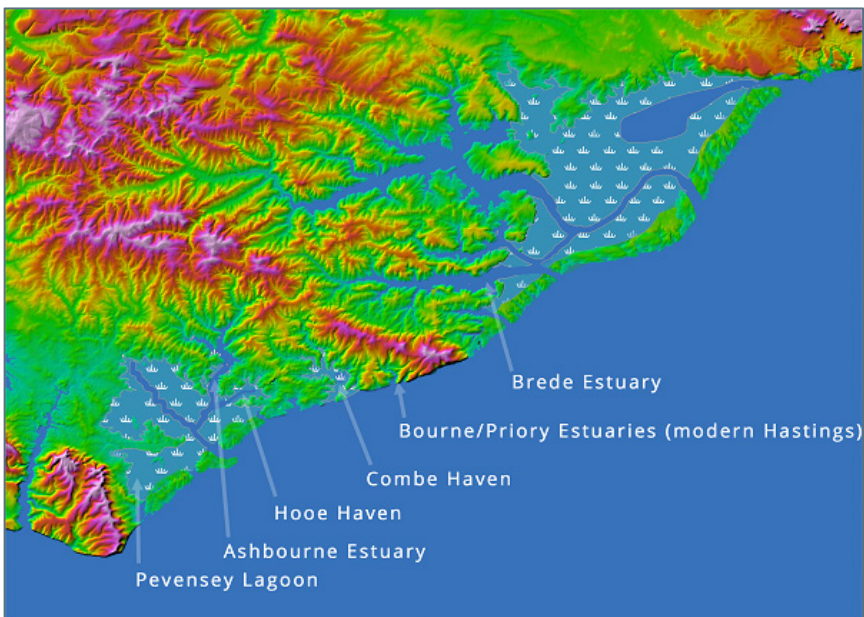 Brede Estuary
Bourne/Priory Estuaries (modern Hastings)
Combe Haven
Hooe Haven
Ashbourne Estuary
Pevensey Lagoon